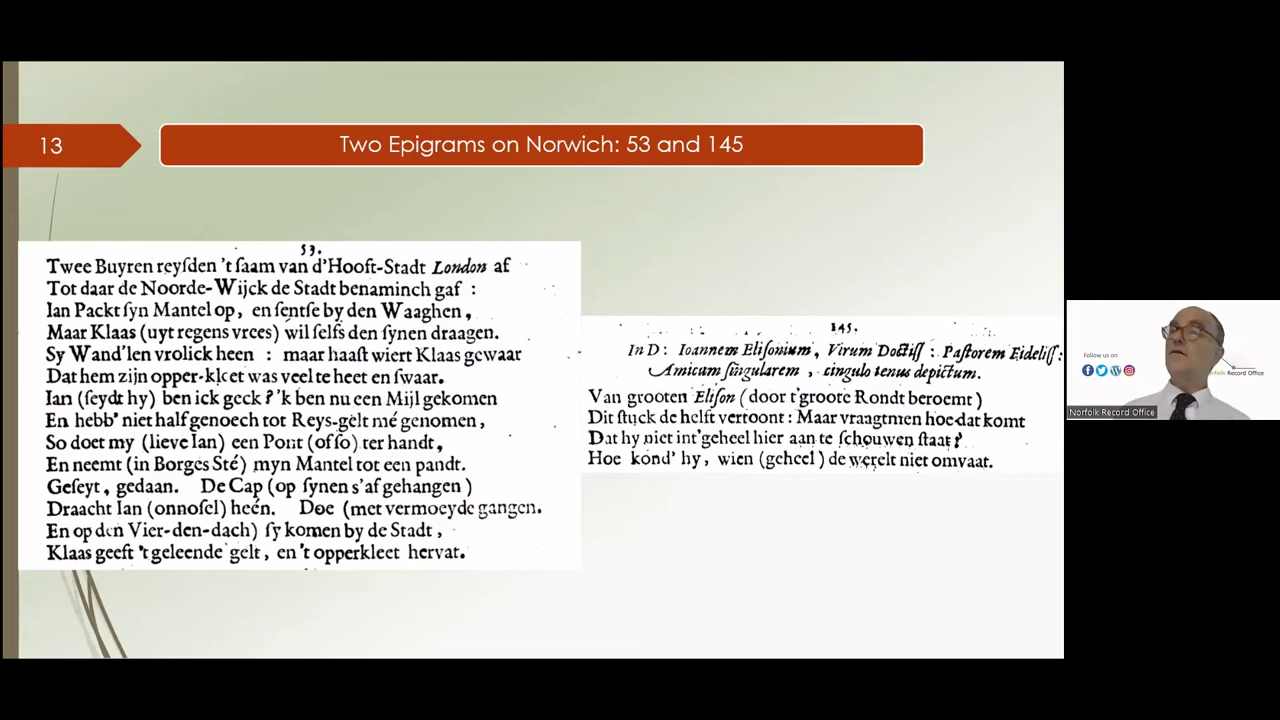 13
Two Epigrams on Norwich: 53 and 145
53.
Twee Buyren reyſden 't ſaam van d'Hooft-Stadt London af
Tot daar de Noorde-Wijck de Stadt benaminch gaf :
Ian Packt ſyn Mantel op, en ſentſe by den Waaghen,
Maar Klaas (uyt regens vrees) wil ſelfs den ſynen draagen.
Sy Wand'len vrolick heen : maar haaſt wiert Klaas gewaar
Dat hem zijn opper-kleet was veel te heet en ſwaar.
Ian (ſeydt hy) ben ick geck? 'k ben nu een Mijl gekomen
En hebb' niet half genoech tot Reys-gelt mé genomen,
So doet my (lieve Ian) een Pont (ofſo) ter handt,
En neemt (in Borges Sté) myn Mantel tot een pandt.
Geſeyt, gedaan. De Cap (op ſynen s'af gehangen)
Draacht Ian (onnoſel) heén. Doe (met vermoeyde gangen.
En op den Vier-den-dach) ſy komen by de Stadt,
Klaas geeft 't geleende gelt, en 't opperkleet hervat.
145.
In D : Ioannem Eliſonium, Virum Doctiſſ : Paſtorem Fideliſſ:
Amicum ſingularem, cingulo tenus depictum.
Van grooten Eliſon (door t'groote Rondt beroemt)
Dit ſtuck de helft vertoont : Maar vraagtmen hoe dat komt
Dat hy niet int'geheel hier aan te ſchouwen ſtaat?
Hoe kond' hy, wien (geheel) de werelt niet omvaat.
Follow us on
Norfolk Record Office
Norfolk Record Office